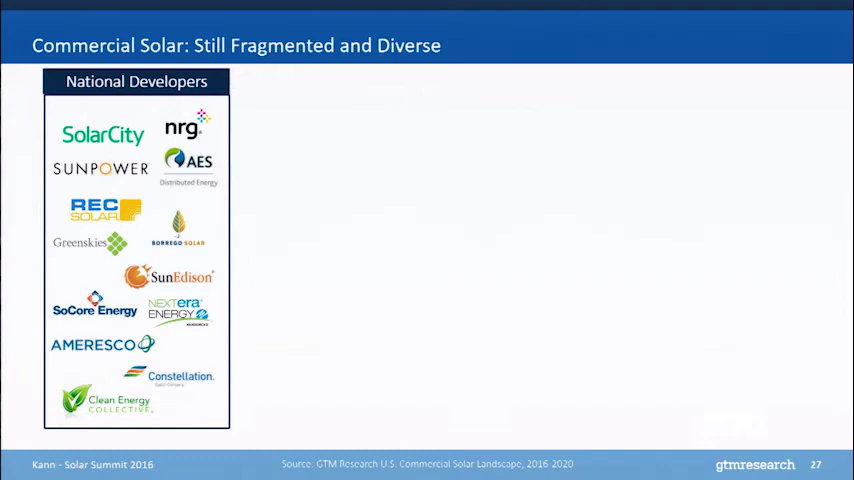 Commercial Solar: Still Fragmented and Diverse
National Developers
SolarCity
nrg
SUNPOWER
AES
Distributed Energy
REC
SOLAR
Greenskies
BORREGO SOLAR
SunEdison
SoCore Energy
NEXTera
ENERGY
AMERESCO
Constellation.
Clean Energy
COLLECTIVE
Kann - Solar Summit 2016
Source: GTM Research U.S. Commercial Solar Landscape, 2016-2020
gtmresearch
27